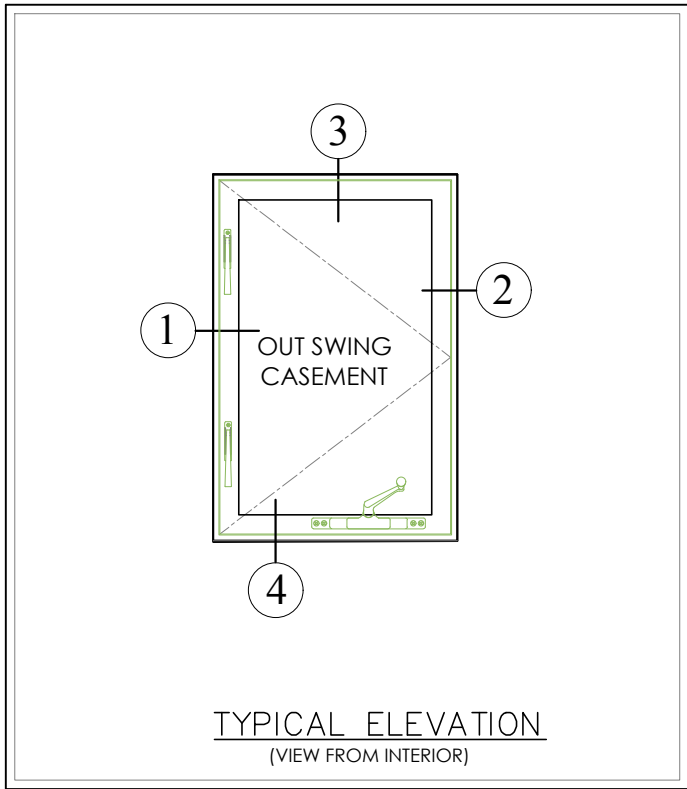 3
2
1
OUT SWING
CASEMENT
4
TYPICAL ELEVATION
(VIEW FROM INTERIOR)